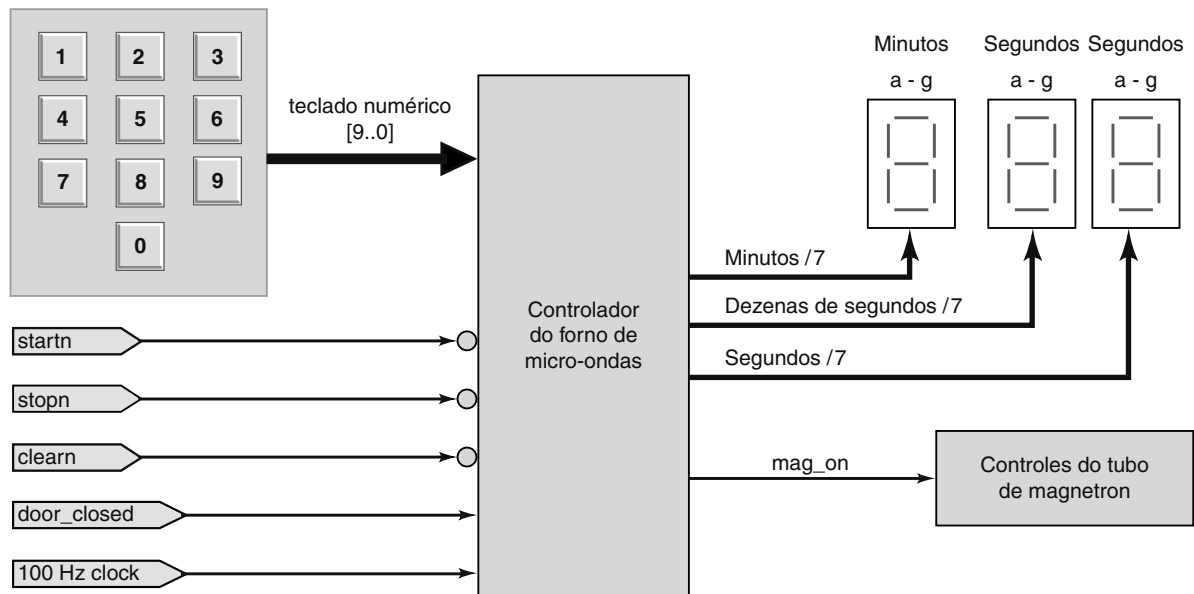 1 2 3
4 5 6
7 8 9
0
teclado numérico
[9..0]
startn
stopn
clearn
door_closed
100 Hz clock
Controlador
do forno de
micro-ondas
Minutos Segundos Segundos
a - g a - g a - g
Minutos /7
Dezenas de segundos /7
Segundos /7
mag_on
Controles do tubo
de magnetron